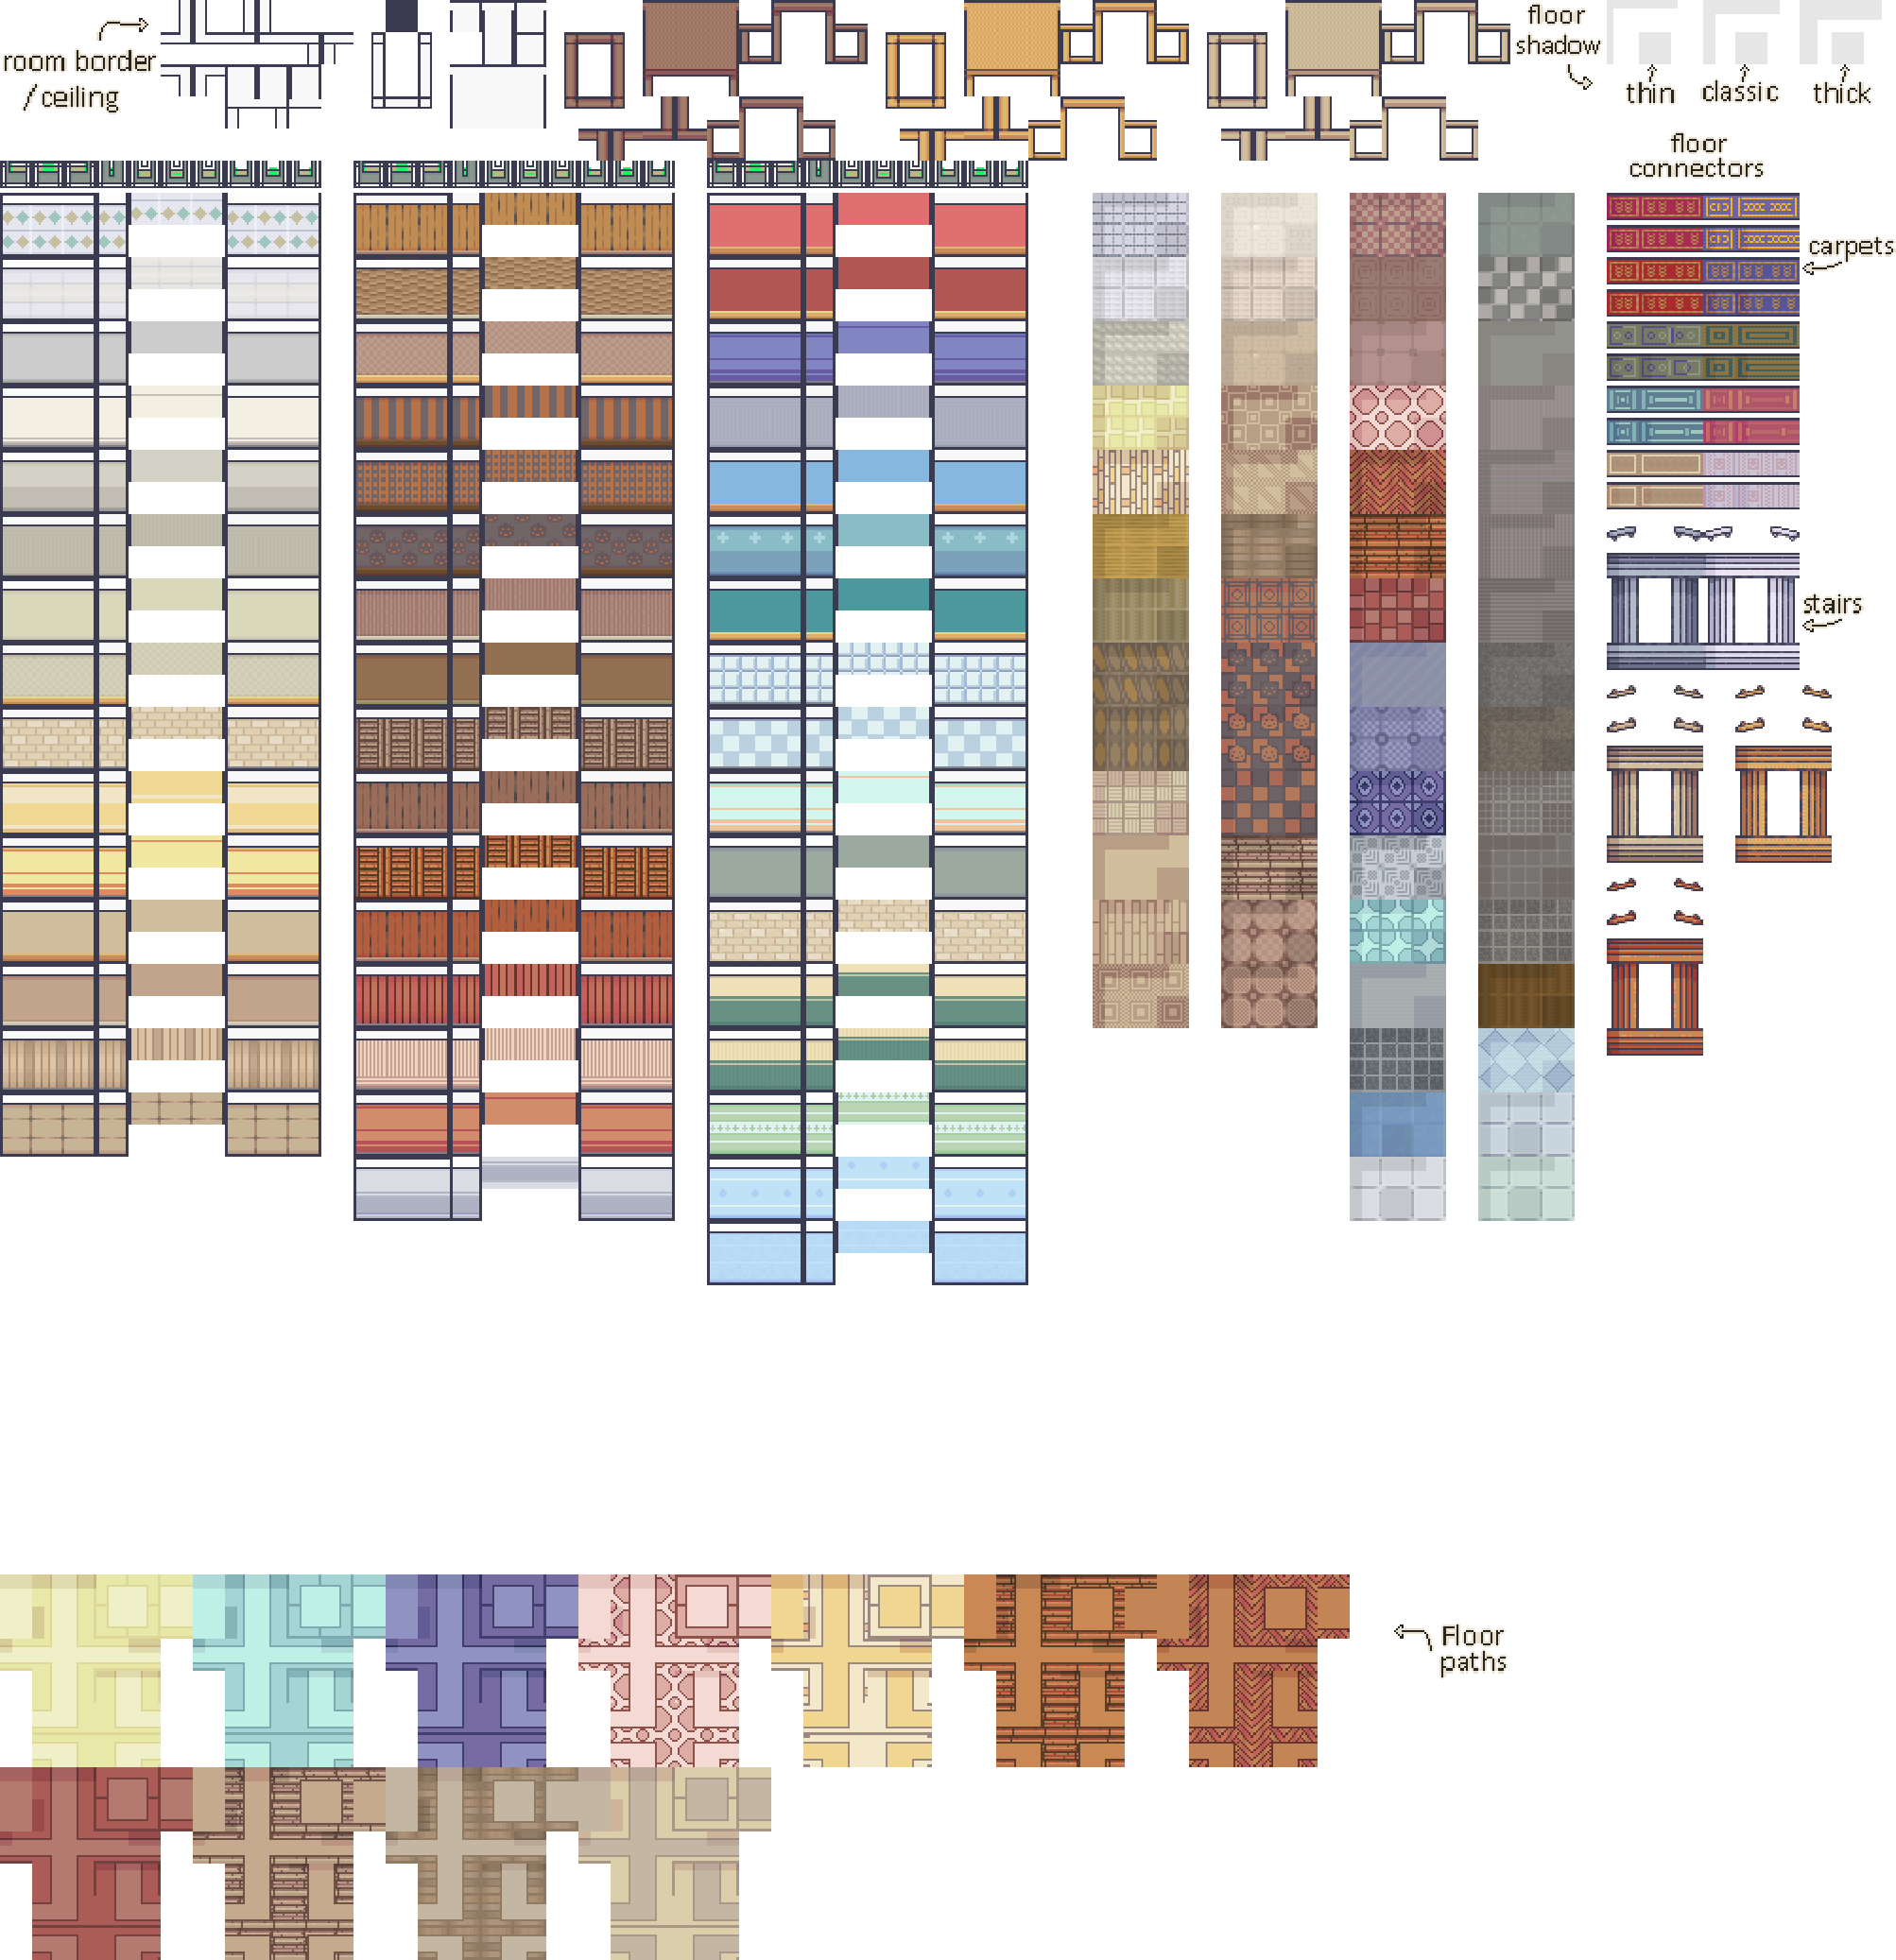 room border
/ ceiling
floor
shadow
thin
classic
thick
floor
connectors
carpets
stairs
Floor
paths